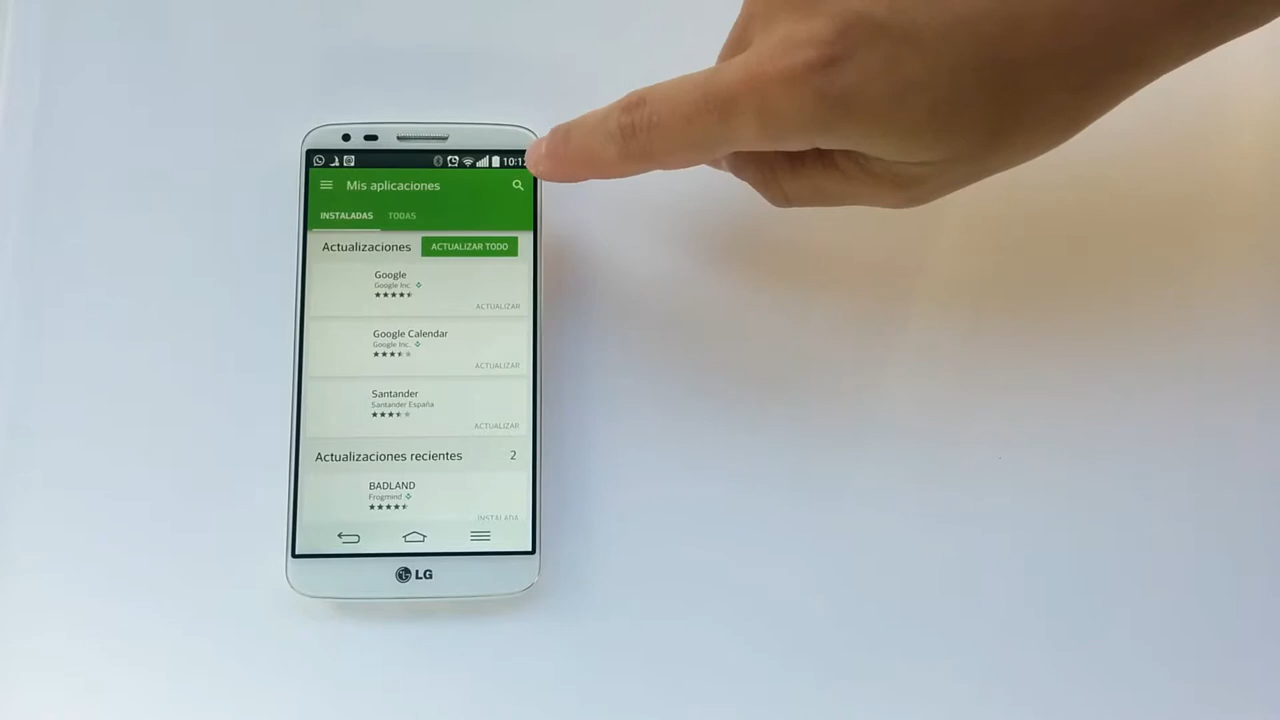 Mis aplicaciones
INSTALADAS TODAS
Actualizaciones ACTUALIZAR TODO
Google
Google Inc.
ACTUALIZAR
Google Calendar
Google Inc.
ACTUALIZAR
Santander
Santander España
ACTUALIZAR
Actualizaciones recientes 2
BADLAND
Frogmind
INSTALADA
LG